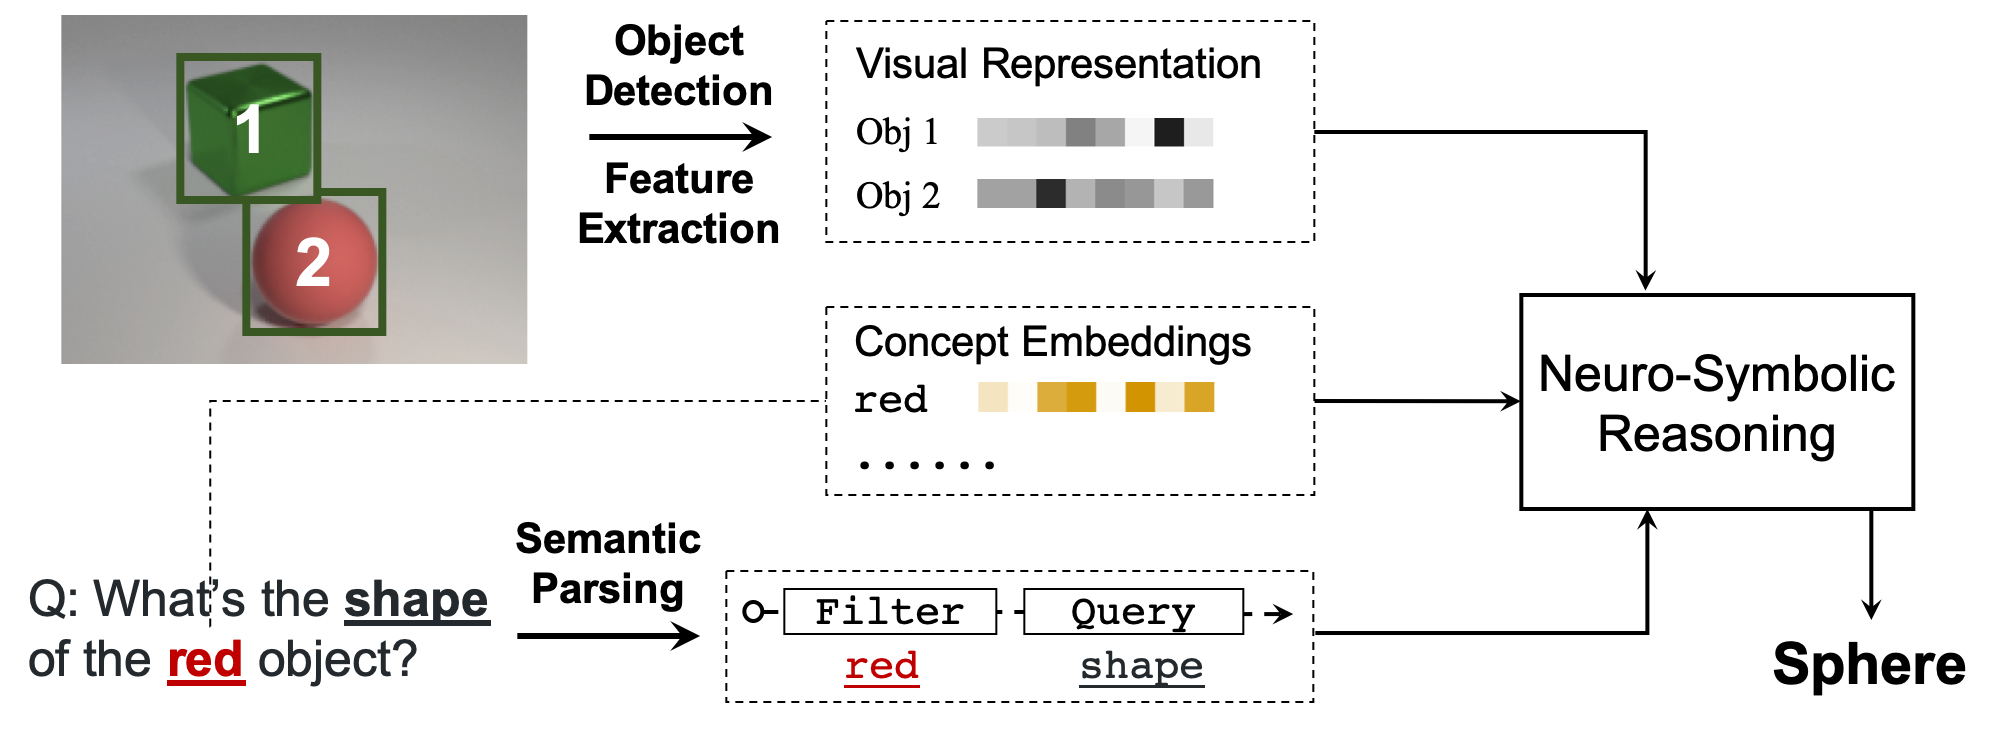 1
2
Object
Detection
Feature
Extraction
Visual Representation
Obj 1
Obj 2
Concept Embeddings
red
......
Neuro-Symbolic
Reasoning
Q: What's the shape
of the red object?
Semantic
Parsing
Filter Query
red shape
Sphere